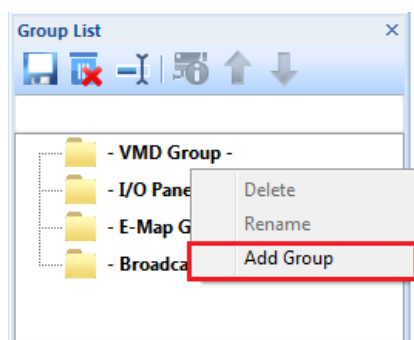 Group List
- VMD Group -
- I/O Pane
Delete
- E-Map G
Rename
- Broadca
Add Group